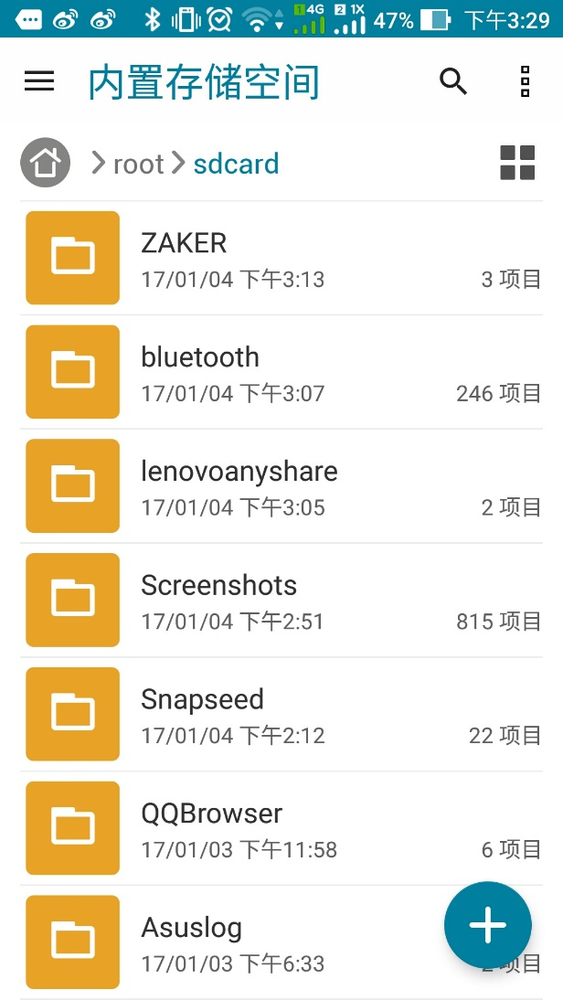 1 4G 2 1X 47% 下午3:29
内置存储空间
root sdcard
ZAKER
17/01/04 下午3:13 3 项目
bluetooth
17/01/04 下午3:07 246 项目
lenovoanyshare
17/01/04 下午3:05 2 项目
Screenshots
17/01/04 下午2:51 815 项目
Snapseed
17/01/04 下午2:12 22 项目
QQBrowser
17/01/03 下午11:58 6 项目
Asuslog
17/01/03 下午6:33 2 项目